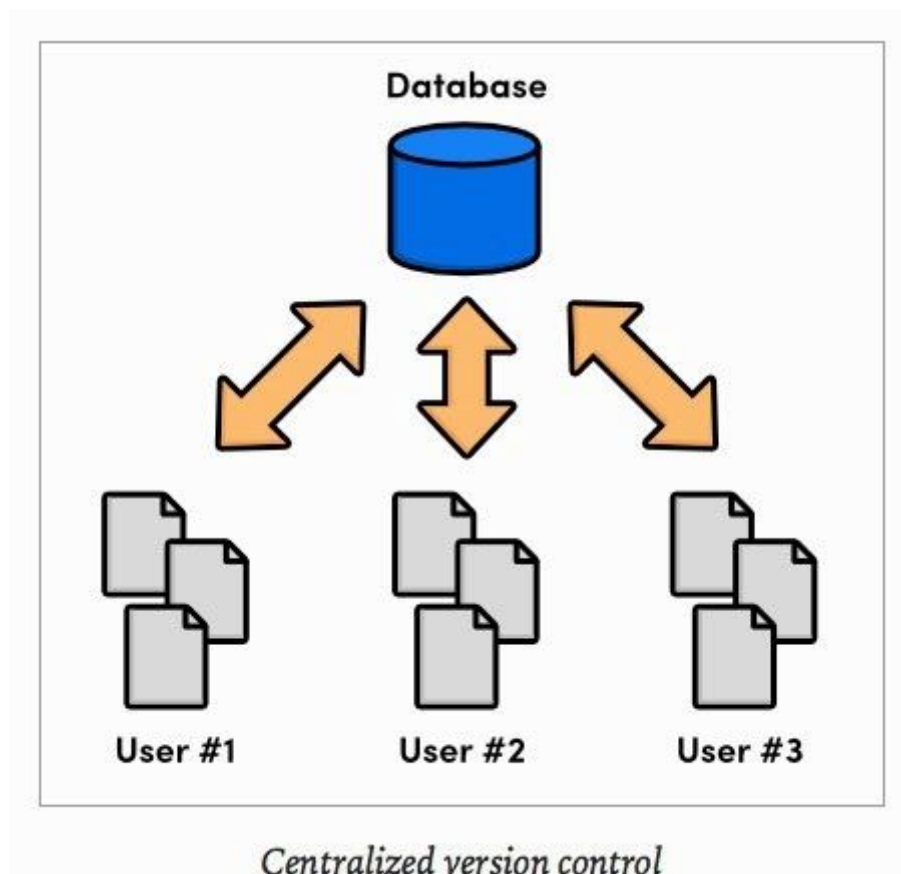 Database
User #1
User #2
User #3
Centralized version control